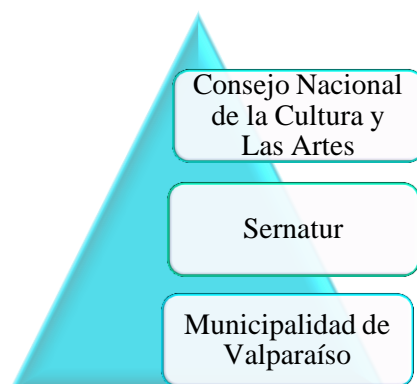 Consejo Nacional
de la Cultura y
Las Artes
Sernatur
Municipalidad de
Valparaíso